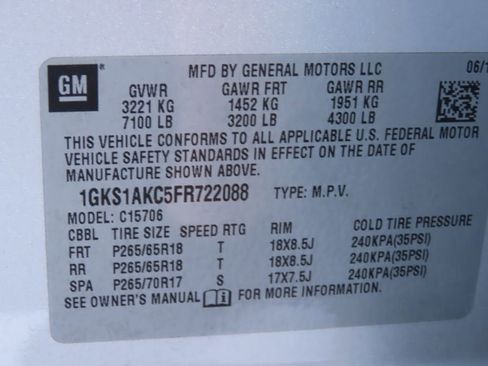 GM ® MFD BY GENERAL MOTORS LLC 06/1
GVWR GAWR FRT GAWR RR
3221 KG 1452 KG 1951 KG
7100 LB 3200 LB 4300 LB
THIS VEHICLE CONFORMS TO ALL APPLICABLE U.S. FEDERAL MOTOR
VEHICLE SAFETY STANDARDS IN EFFECT ON THE DATE OF
MANUFACTURE SHOWN ABOVE.
1GKS1AKC5FR722088 TYPE: M.P.V.
MODEL: C15706
CBBL TIRE SIZE SPEED RTG RIM COLD TIRE PRESSURE
FRT P265/65R18 T 18X8.5J 240KPA(35PSI)
RR P265/65R18 T 18X8.5J 240KPA(35PSI)
SPA P265/70R17 S 17X7.5J 240KPA(35PSI)
SEE OWNER'S MANUAL FOR MORE INFORMATION.